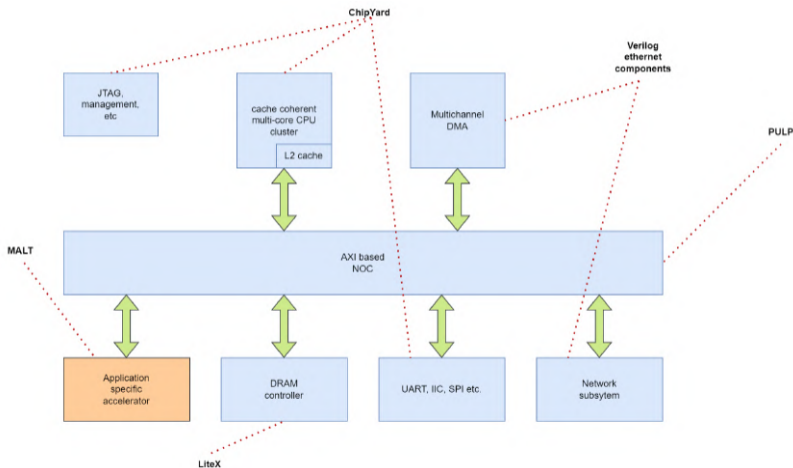 ChipYard
Verilog
ethernet
components
JTAG,
management,
etc
cache coherent
multi-core CPU
cluster
L2 cache
Multichannel
DMA
PULP
AXI based
NOC
MALT
Application
specific
accelerator
DRAM
controller
UART, IIC, SPI etc.
Network
subsytem
LiteX